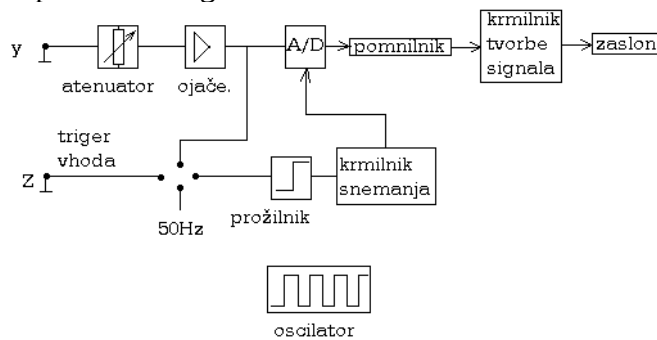 y
atenuator
ojače.
A/D
pomnilnik
krmilnik
tvorbe
signala
zaslon
triger
vhoda
Z
50Hz
prožilnik
krmilnik
snemanja
oscilator